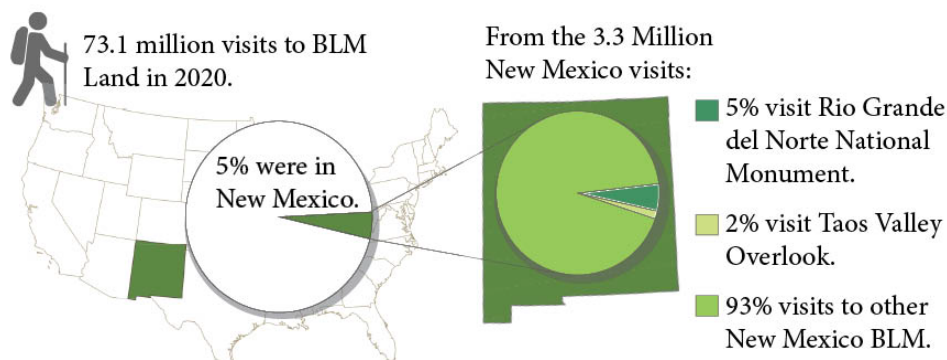 73.1 million visits to BLM
Land in 2020.
From the 3.3 Million
New Mexico visits:
5% were in
New Mexico.
5% visit Rio Grande
del Norte National
Monument.
2% visit Taos Valley
Overlook.
93% visits to other
New Mexico BLM.